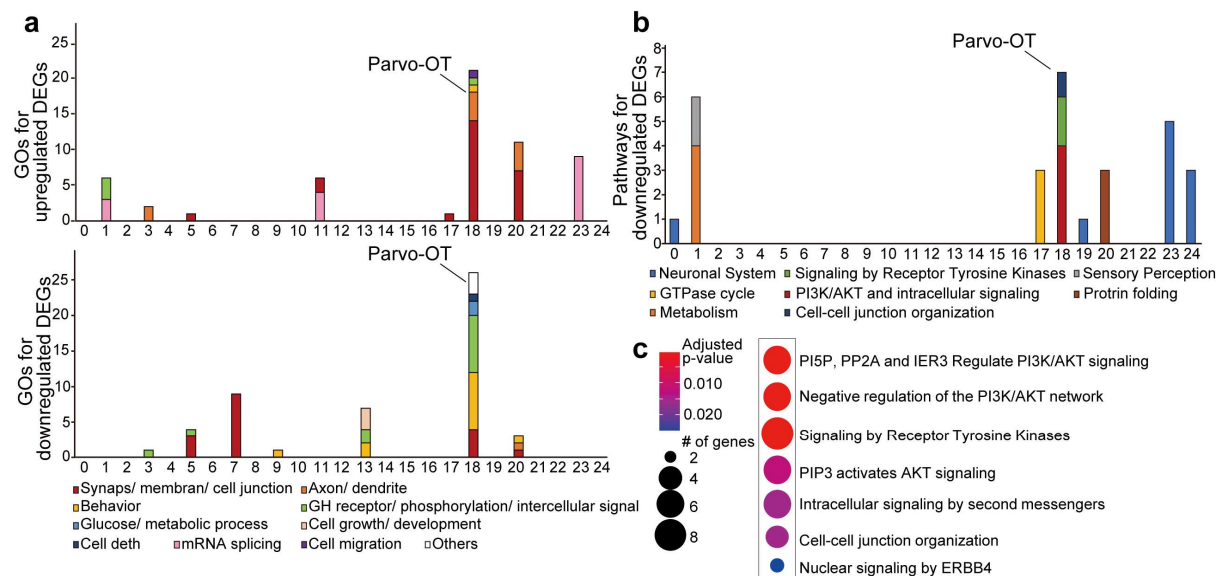 a
GOs for
upregulated DEGs
25
20
15
10
5
0
Parvo-OT
0 1 2 3 4 5 6 7 8 9 10 11 12 13 14 15 16 17 18 19 20 21 22 23 24
GOs for
downregulated DEGs
25
20
15
10
5
0
Parvo-OT
0 1 2 3 4 5 6 7 8 9 10 11 12 13 14 15 16 17 18 19 20 21 22 23 24
Synaps/ membran/ cell junction Axon/ dendrite
Behavior GH receptor/ phosphorylation/ intercellular signal
Glucose/ metabolic process Cell growth/ development
Cell deth mRNA splicing Cell migration Others
b
Pathways for
downregulated DEGs
8
7
6
5
4
3
2
1
0
Parvo-OT
0 1 2 3 4 5 6 7 8 9 10 11 12 13 14 15 16 17 18 19 20 21 22 23 24
Neuronal System Signaling by Receptor Tyrosine Kinases Sensory Perception
GTPase cycle PI3K/AKT and intracellular signaling Protrin folding
Metabolism Cell-cell junction organization
c
Adjusted
p-value
0.010
0.020
# of genes
2
4
6
8
PI5P, PP2A and IER3 Regulate PI3K/AKT signaling
Negative regulation of the PI3K/AKT network
Signaling by Receptor Tyrosine Kinases
PIP3 activates AKT signaling
Intracellular signaling by second messengers
Cell-cell junction organization
Nuclear signaling by ERBB4